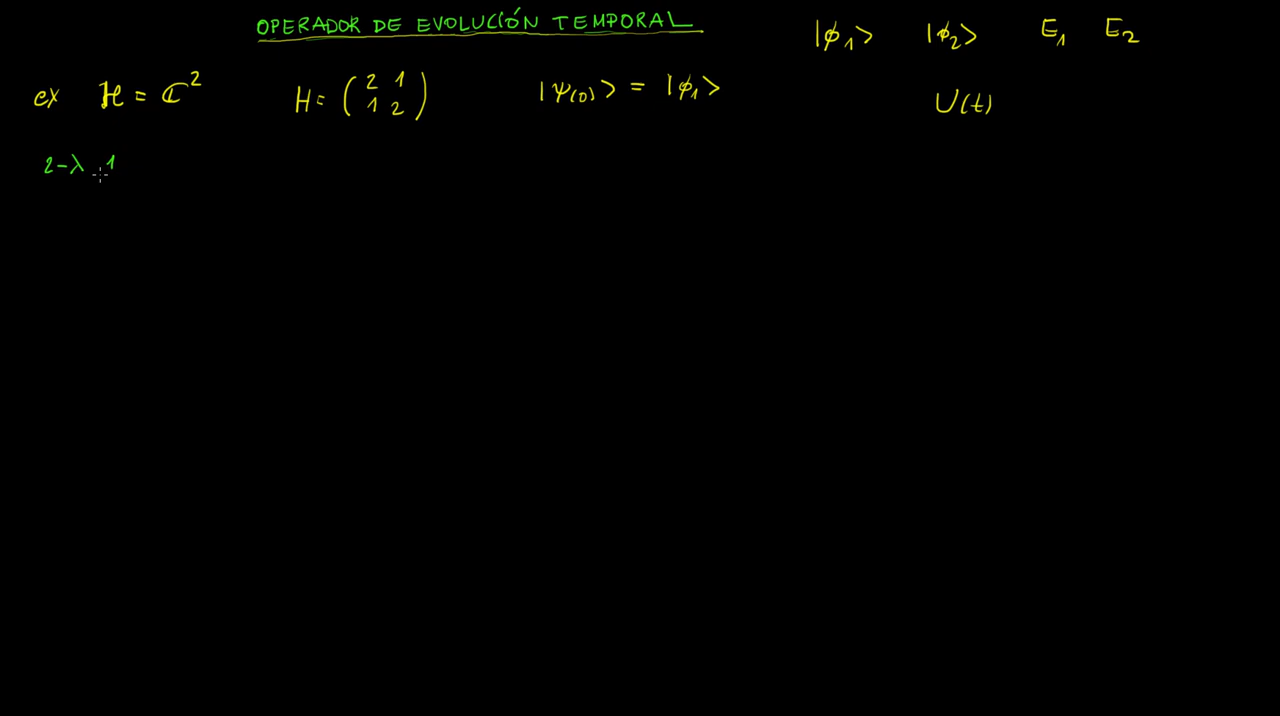 OPERADOR DE EVOLUCIÓN TEMPORAL
|ϕ₁> |ϕ₂> E₁ E₂
ex ℋ = ℂ² H = (2 1
1 2) |ψ(0)> = |ϕ₁> U(t)
2-λ 1